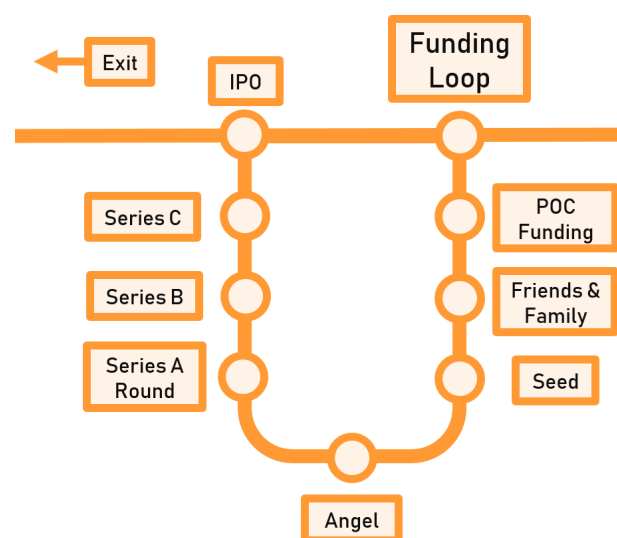 Exit
IPO
Funding
Loop
Series C
POC
Funding
Series B
Friends &
Family
Series A
Round
Seed
Angel